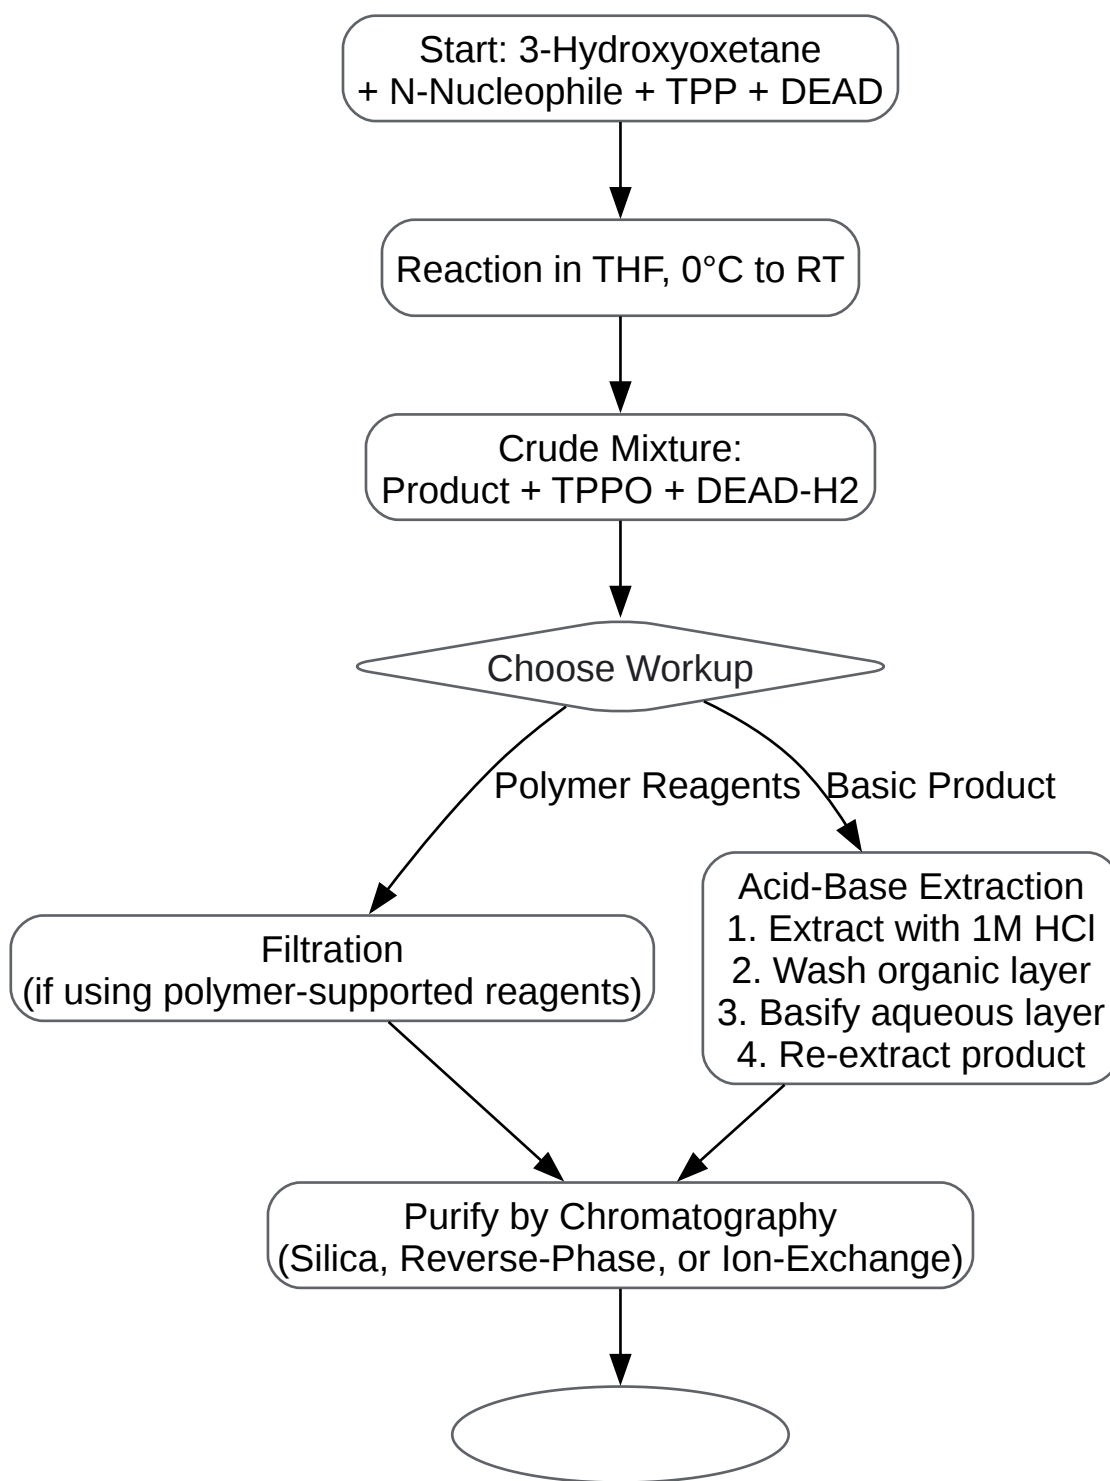 Start: 3-Hydroxyoxetane
+ N-Nucleophile + TPP + DEAD
Reaction in THF, 0°C to RT
Crude Mixture:
Product + TPPO + DEAD-H2
Choose Workup
Polymer Reagents
Basic Product
Filtration
(if using polymer-supported reagents)
Acid-Base Extraction
1. Extract with 1M HCl
2. Wash organic layer
3. Basify aqueous layer
4. Re-extract product
Purify by Chromatography
(Silica, Reverse-Phase, or Ion-Exchange)